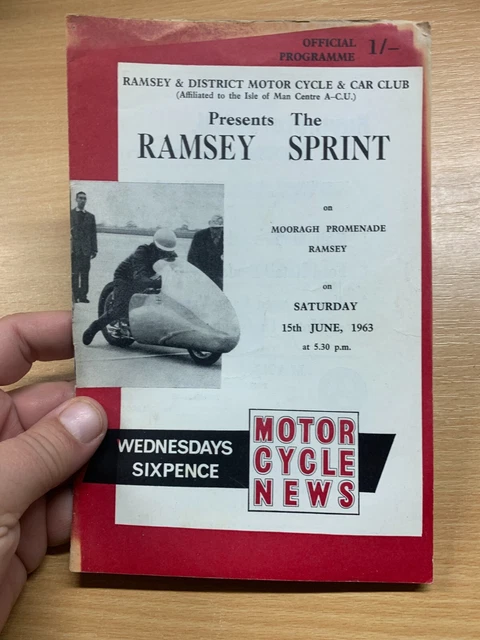 OFFICIAL
PROGRAMME 1/-
RAMSEY & DISTRICT MOTOR CYCLE & CAR CLUB
(Affiliated to the Isle of Man Centre A-C.U.)
Presents The
RAMSEY SPRINT
on
MOORAGH PROMENADE
RAMSEY
on
SATURDAY
15th JUNE, 1963
at 5.30 p.m.
WEDNESDAYS
SIXPENCE
MOTOR
CYCLE
NEWS